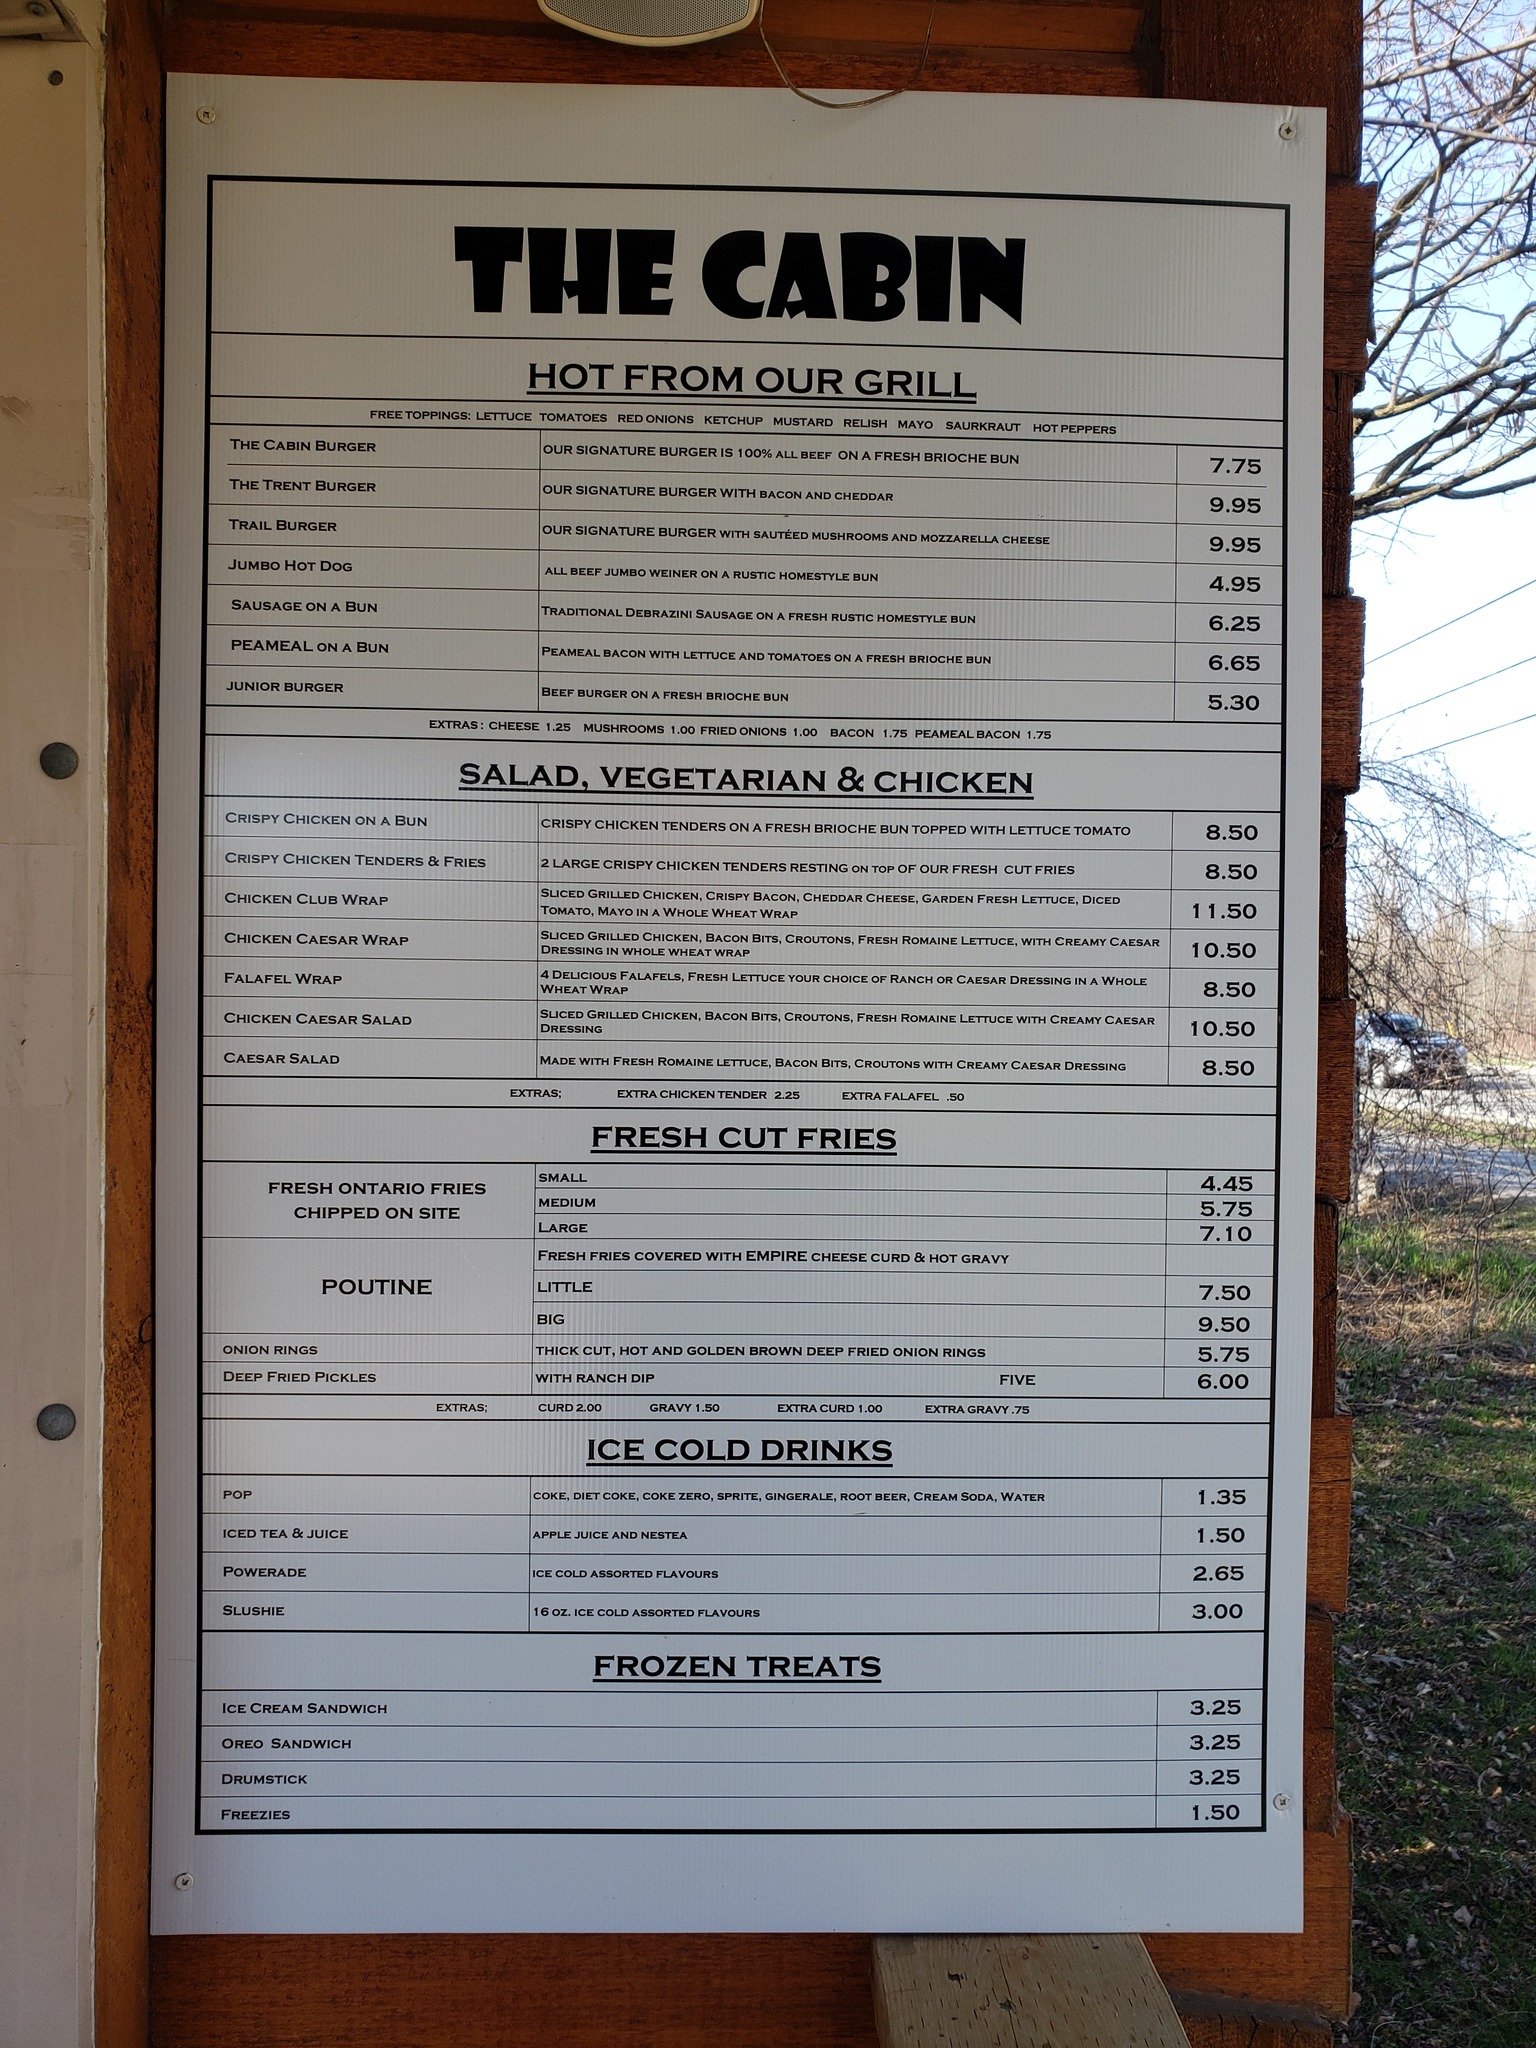 THE CABIN
HOT FROM OUR GRILL
FREE TOPPINGS: LETTUCE TOMATOES RED ONIONS KETCHUP MUSTARD RELISH MAYO SAURKRAUT HOT PEPPERS
THE CABIN BURGER OUR SIGNATURE BURGER IS 100% ALL BEEF ON A FRESH BRIOCHE BUN 7.75
THE TRENT BURGER OUR SIGNATURE BURGER WITH BACON AND CHEDDAR 9.95
TRAIL BURGER OUR SIGNATURE BURGER WITH SAUTÉED MUSHROOMS AND MOZZARELLA CHEESE 9.95
JUMBO HOT DOG ALL BEEF JUMBO WEINER ON A RUSTIC HOMESTYLE BUN 4.95
SAUSAGE ON A BUN TRADITIONAL DEBRAZINI SAUSAGE ON A FRESH RUSTIC HOMESTYLE BUN 6.25
PEAMEAL ON A BUN PEAMEAL BACON WITH LETTUCE AND TOMATOES ON A FRESH BRIOCHE BUN 6.65
JUNIOR BURGER BEEF BURGER ON A FRESH BRIOCHE BUN 5.30
EXTRAS: CHEESE 1.25 MUSHROOMS 1.00 FRIED ONIONS 1.00 BACON 1.75 PEAMEAL BACON 1.75
SALAD, VEGETARIAN & CHICKEN
CRISPY CHICKEN ON A BUN CRISPY CHICKEN TENDERS ON A FRESH BRIOCHE BUN TOPPED WITH LETTUCE TOMATO 8.50
CRISPY CHICKEN TENDERS & FRIES 2 LARGE CRISPY CHICKEN TENDERS RESTING ON TOP OF OUR FRESH CUT FRIES 8.50
CHICKEN CLUB WRAP SLICED GRILLED CHICKEN, CRISPY BACON, CHEDDAR CHEESE, GARDEN FRESH LETTUCE, DICED
TOMATO, MAYO IN A WHOLE WHEAT WRAP 11.50
CHICKEN CAESAR WRAP SLICED GRILLED CHICKEN, BACON BITS, CROUTONS, FRESH ROMAINE LETTUCE, WITH CREAMY CAESAR
DRESSING IN WHOLE WHEAT WRAP 10.50
FALAFEL WRAP 4 DELICIOUS FALAFELS, FRESH LETTUCE YOUR CHOICE OF RANCH OR CAESAR DRESSING IN A WHOLE
WHEAT WRAP 8.50
CHICKEN CAESAR SALAD SLICED GRILLED CHICKEN, BACON BITS, CROUTONS, FRESH ROMAINE LETTUCE WITH CREAMY CAESAR
DRESSING 10.50
CAESAR SALAD MADE WITH FRESH ROMAINE LETTUCE, BACON BITS, CROUTONS WITH CREAMY CAESAR DRESSING 8.50
EXTRAS; EXTRA CHICKEN TENDER 2.25 EXTRA FALAFEL .50
FRESH CUT FRIES
FRESH ONTARIO FRIES
CHIPPED ON SITE
SMALL 4.45
MEDIUM 5.75
LARGE 7.10
POUTINE
FRESH FRIES COVERED WITH EMPIRE CHEESE CURD & HOT GRAVY
LITTLE 7.50
BIG 9.50
ONION RINGS THICK CUT, HOT AND GOLDEN BROWN DEEP FRIED ONION RINGS 5.75
DEEP FRIED PICKLES WITH RANCH DIP FIVE 6.00
EXTRAS; CURD 2.00 GRAVY 1.50 EXTRA CURD 1.00 EXTRA GRAVY .75
ICE COLD DRINKS
POP COKE, DIET COKE, COKE ZERO, SPRITE, GINGERALE, ROOT BEER, CREAM SODA, WATER 1.35
ICED TEA & JUICE APPLE JUICE AND NESTEA 1.50
POWERADE ICE COLD ASSORTED FLAVOURS 2.65
SLUSHIE 16 OZ. ICE COLD ASSORTED FLAVOURS 3.00
FROZEN TREATS
ICE CREAM SANDWICH 3.25
OREO SANDWICH 3.25
DRUMSTICK 3.25
FREEZIES 1.50